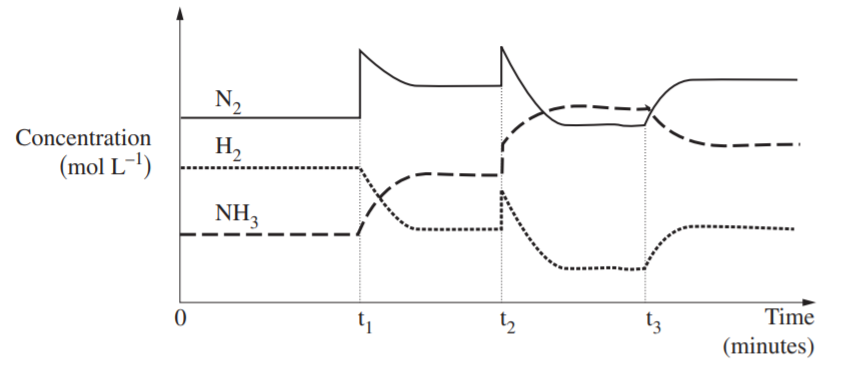 N₂
Concentration
(mol L⁻¹)
H₂
NH₃
0 t₁ t₂ t₃ Time
(minutes)